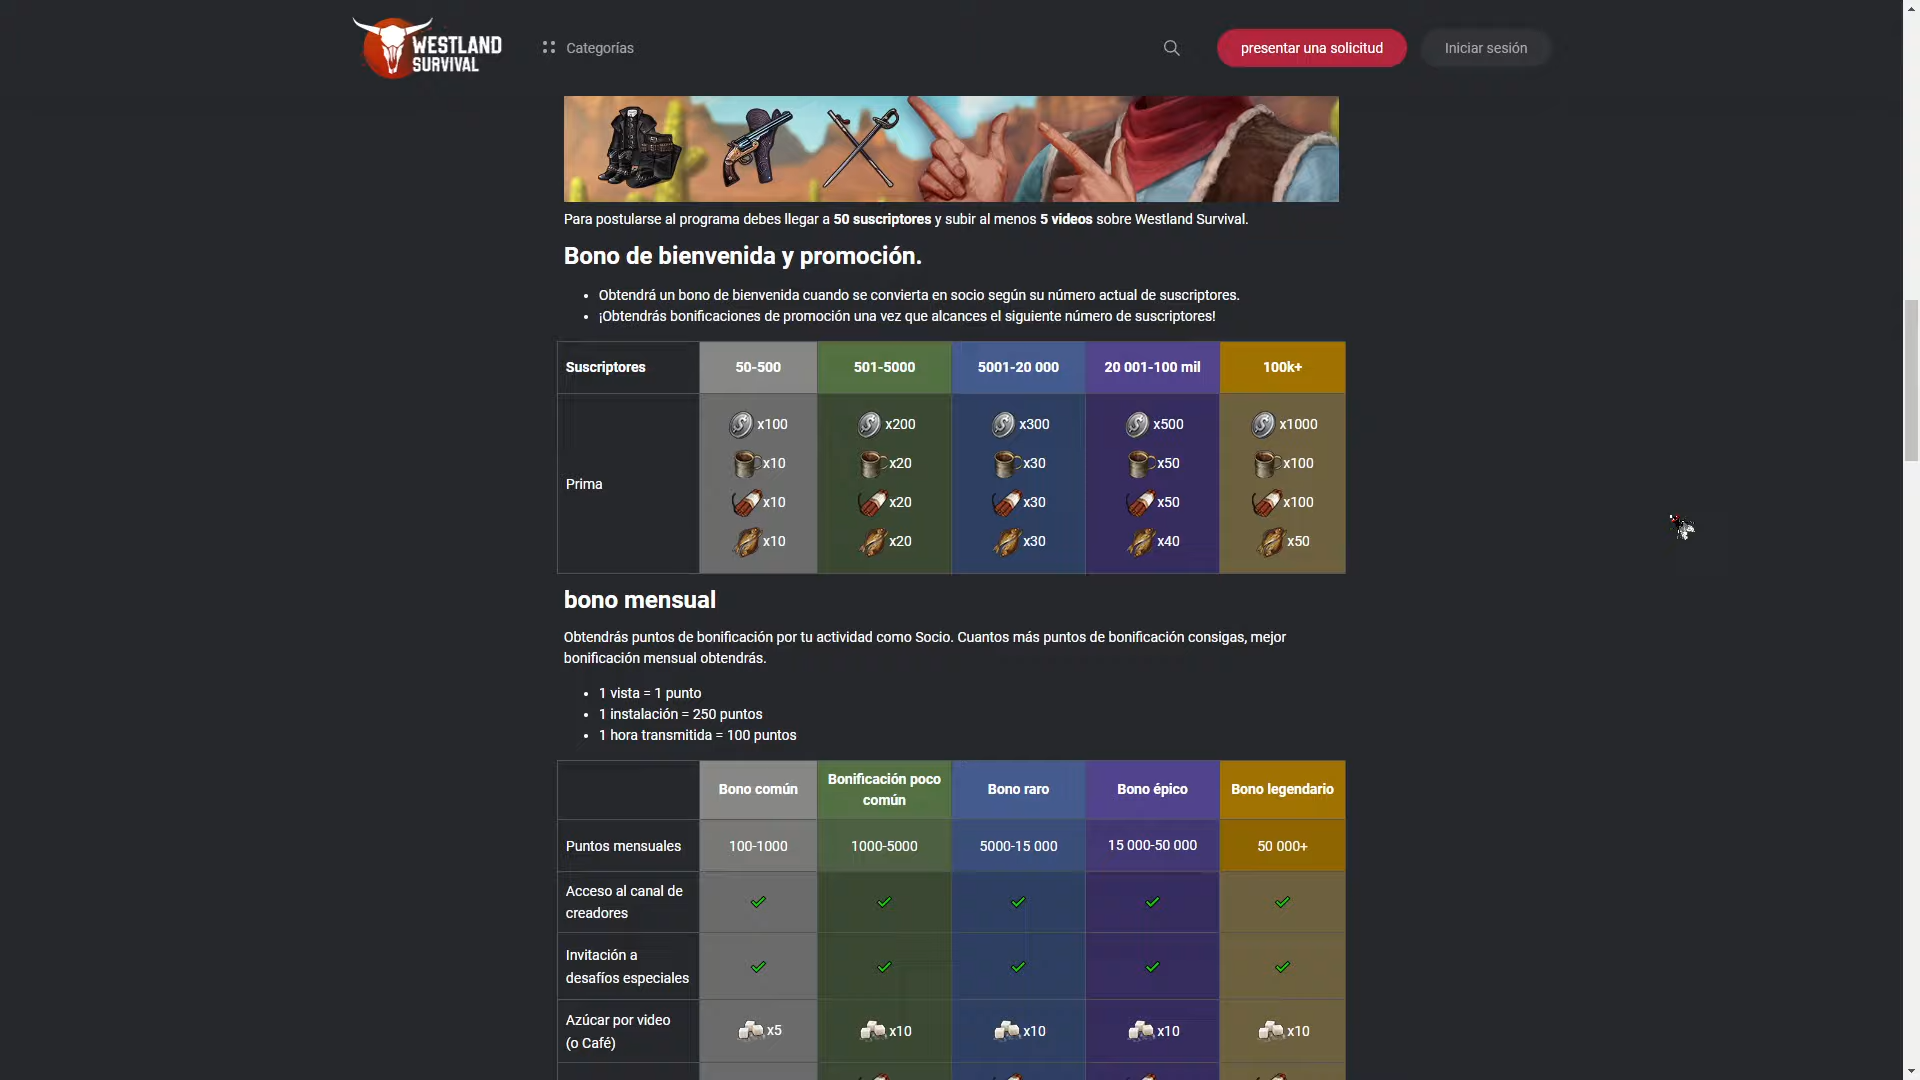 WESTLAND
SURVIVAL
Categorías
presentar una solicitud
Iniciar sesión
Para postularse al programa debes llegar a 50 suscriptores y subir al menos 5 videos sobre Westland Survival.
Bono de bienvenida y promoción.
• Obtendrá un bono de bienvenida cuando se convierta en socio según su número actual de suscriptores.
• ¡Obtendrás bonificaciones de promoción una vez que alcances el siguiente número de suscriptores!
Suscriptores 50-500 501-5000 5001-20 000 20 001-100 mil 100k+
x100 x200 x300 x500 x1000
x10 x20 x30 x50 x100
Prima
x10 x20 x30 x50 x100
x10 x20 x30 x40 x50
bono mensual
Obtendrás puntos de bonificación por tu actividad como Socio. Cuantos más puntos de bonificación consigas, mejor
bonificación mensual obtendrás.
• 1 vista = 1 punto
• 1 instalación = 250 puntos
• 1 hora transmitida = 100 puntos
Bono común Bonificación poco común Bono raro Bono épico Bono legendario
Puntos mensuales 100-1000 1000-5000 5000-15 000 15 000-50 000 50 000+
Acceso al canal de
creadores
Invitación a
desafíos especiales
Azúcar por video
(o Café) x5 x10 x10 x10 x10